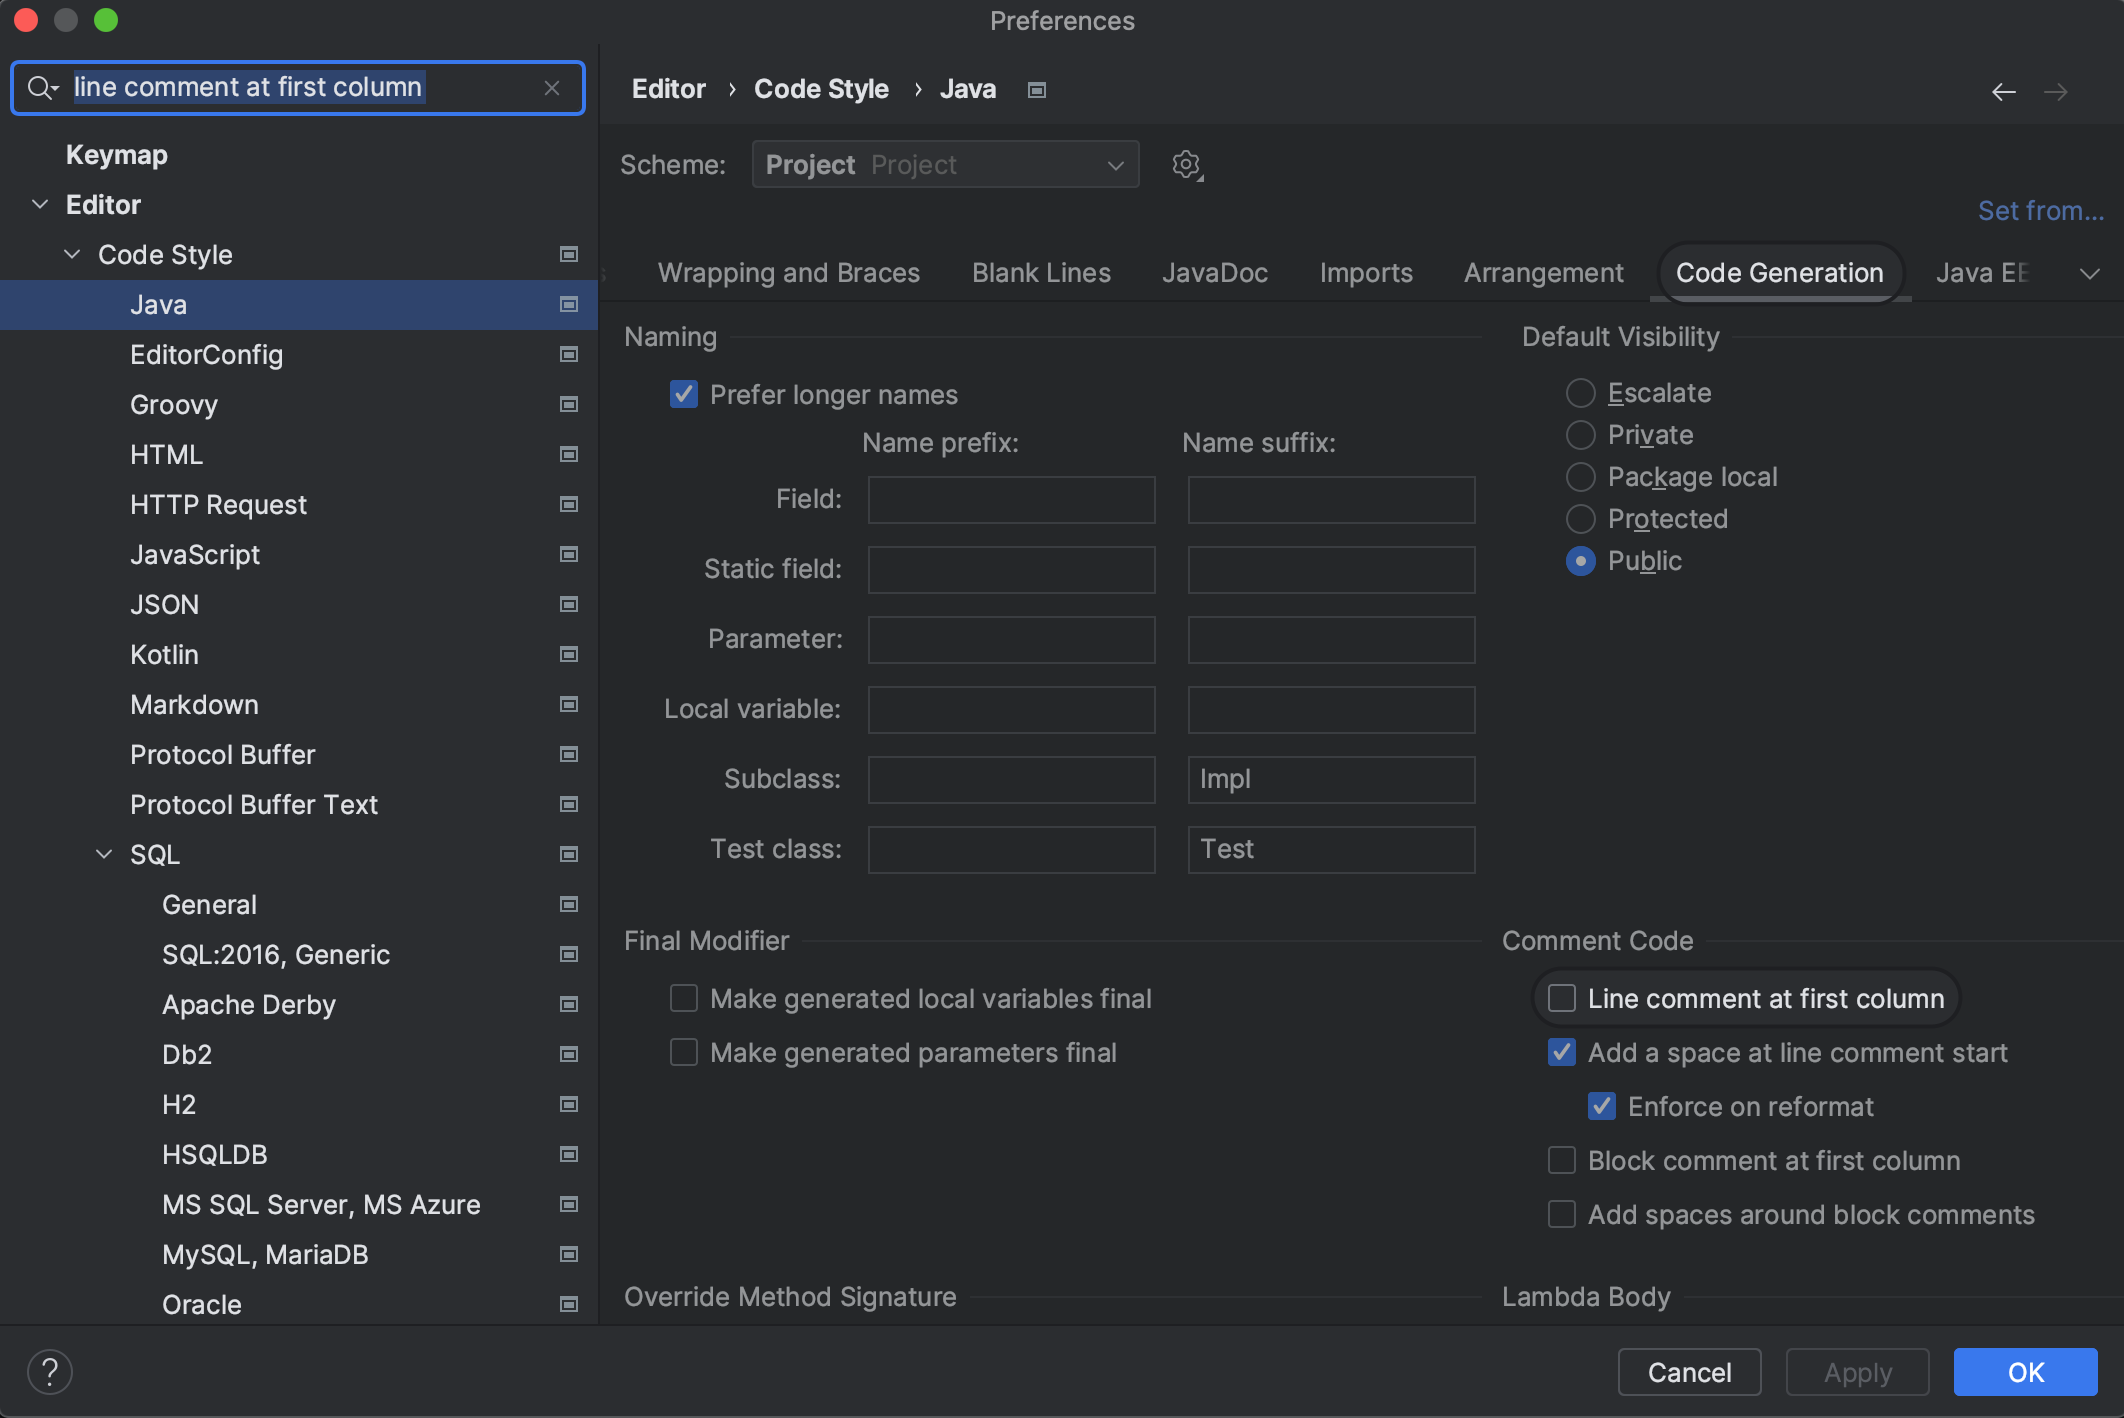 Preferences
line comment at first column
Keymap
Editor
Code Style
Java
EditorConfig
Groovy
HTML
HTTP Request
JavaScript
JSON
Kotlin
Markdown
Protocol Buffer
Protocol Buffer Text
SQL
General
SQL:2016, Generic
Apache Derby
Db2
H2
HSQLDB
MS SQL Server, MS Azure
MySQL, MariaDB
Oracle
Editor › Code Style › Java
Scheme: Project Project
Set from...
Wrapping and Braces Blank Lines JavaDoc Imports Arrangement Code Generation Java EE
Naming
Prefer longer names
Name prefix: Name suffix:
Field:
Static field:
Parameter:
Local variable:
Subclass: Impl
Test class: Test
Default Visibility
Escalate
Private
Package local
Protected
Public
Final Modifier
Make generated local variables final
Make generated parameters final
Comment Code
Line comment at first column
Add a space at line comment start
Enforce on reformat
Block comment at first column
Add spaces around block comments
Override Method Signature
Lambda Body
?
Cancel Apply OK